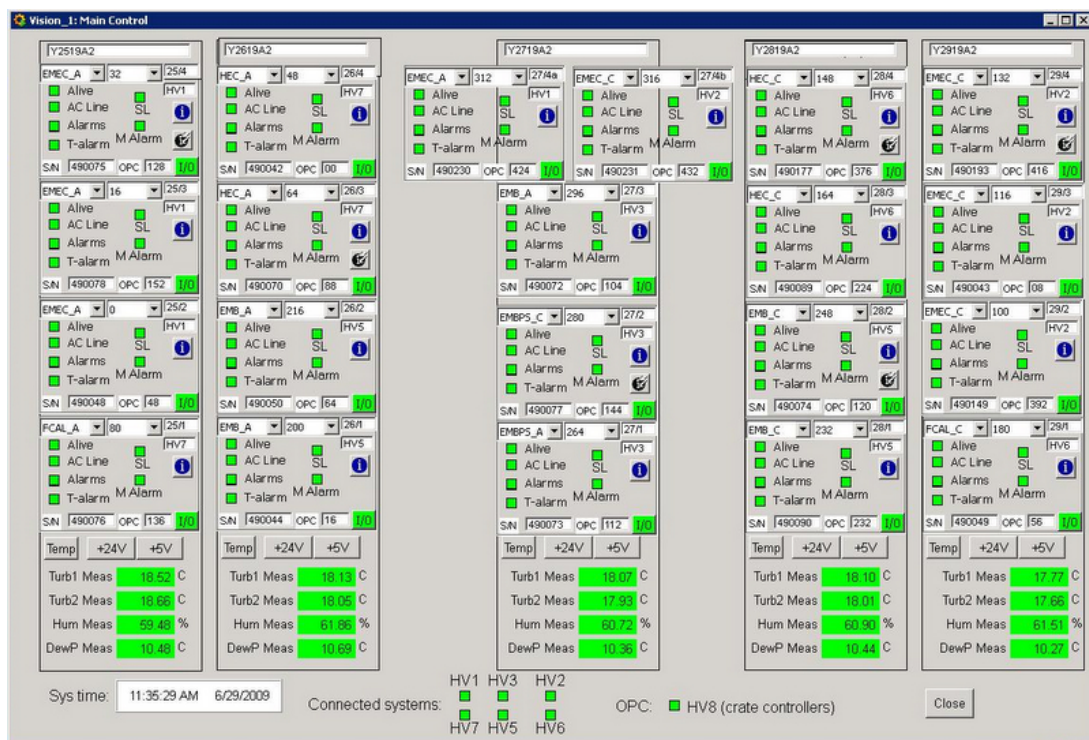 Vision_1: Main Control
Y2519A2
EMEC_A 32 25/4
Alive HV1
AC Line SL
Alarms
T-alarm M Alarm
S/N 490075 OPC 128 I/O
EMEC_A 16 25/3
Alive HV1
AC Line SL
Alarms
T-alarm M Alarm
S/N 490078 OPC 152 I/O
EMEC_A 0 25/2
Alive HV1
AC Line SL
Alarms
T-alarm M Alarm
S/N 490048 OPC 48 I/O
FCAL_A 80 25/1
Alive HV7
AC Line SL
Alarms
T-alarm M Alarm
S/N 490076 OPC 136 I/O
Temp +24V +5V
Turb1 Meas 18.52 C
Turb2 Meas 18.66 C
Hum Meas 59.48 %
DewP Meas 10.48 C
Y2619A2
HEC_A 48 26/4
Alive HV7
AC Line SL
Alarms
T-alarm M Alarm
S/N 490042 OPC 00 I/O
HEC_A 64 26/3
Alive HV7
AC Line SL
Alarms
T-alarm M Alarm
S/N 490070 OPC 88 I/O
EMB_A 216 26/2
Alive HV5
AC Line SL
Alarms
T-alarm M Alarm
S/N 490050 OPC 64 I/O
EMB_A 200 26/1
Alive HV5
AC Line SL
Alarms
T-alarm M Alarm
S/N 490044 OPC 16 I/O
Temp +24V +5V
Turb1 Meas 18.13 C
Turb2 Meas 18.05 C
Hum Meas 61.86 %
DewP Meas 10.69 C
Y2719A2
EMEC_A 312 27/4a
Alive HV1
AC Line SL
Alarms
T-alarm M Alarm
S/N 490230 OPC 424 I/O
EMEC_C 316 27/4b
Alive HV2
AC Line SL
Alarms
T-alarm M Alarm
S/N 490231 OPC 432 I/O
EMB_A 296 27/3
Alive HV3
AC Line SL
Alarms
T-alarm M Alarm
S/N 490072 OPC 104 I/O
EMBPS_C 280 27/2
Alive HV3
AC Line SL
Alarms
T-alarm M Alarm
S/N 490077 OPC 144 I/O
EMBPS_A 264 27/1
Alive HV3
AC Line SL
Alarms
T-alarm M Alarm
S/N 490073 OPC 112 I/O
Temp +24V +5V
Turb1 Meas 18.07 C
Turb2 Meas 17.93 C
Hum Meas 60.72 %
DewP Meas 10.36 C
Y2819A2
HEC_C 148 28/4
Alive HV6
AC Line SL
Alarms
T-alarm M Alarm
S/N 490177 OPC 376 I/O
HEC_C 164 28/3
Alive HV6
AC Line SL
Alarms
T-alarm M Alarm
S/N 490089 OPC 224 I/O
EMB_C 248 28/2
Alive HV5
AC Line SL
Alarms
T-alarm M Alarm
S/N 490074 OPC 120 I/O
EMB_C 232 28/1
Alive HV5
AC Line SL
Alarms
T-alarm M Alarm
S/N 490090 OPC 232 I/O
Temp +24V +5V
Turb1 Meas 18.10 C
Turb2 Meas 18.01 C
Hum Meas 60.90 %
DewP Meas 10.44 C
Y2919A2
EMEC_C 132 29/4
Alive HV2
AC Line SL
Alarms
T-alarm M Alarm
S/N 490193 OPC 416 I/O
EMEC_C 116 29/3
Alive HV2
AC Line SL
Alarms
T-alarm M Alarm
S/N 490043 OPC 08 I/O
EMEC_C 100 29/2
Alive HV2
AC Line SL
Alarms
T-alarm M Alarm
S/N 490149 OPC 392 I/O
FCAL_C 180 29/1
Alive HV6
AC Line SL
Alarms
T-alarm M Alarm
S/N 490049 OPC 56 I/O
Temp +24V +5V
Turb1 Meas 17.77 C
Turb2 Meas 17.66 C
Hum Meas 61.51 %
DewP Meas 10.27 C
Sys time: 11:35:29 AM 6/29/2009
Connected systems:
HV1 HV3 HV2
HV7 HV5 HV6
OPC: HV8 (crate controllers)
Close